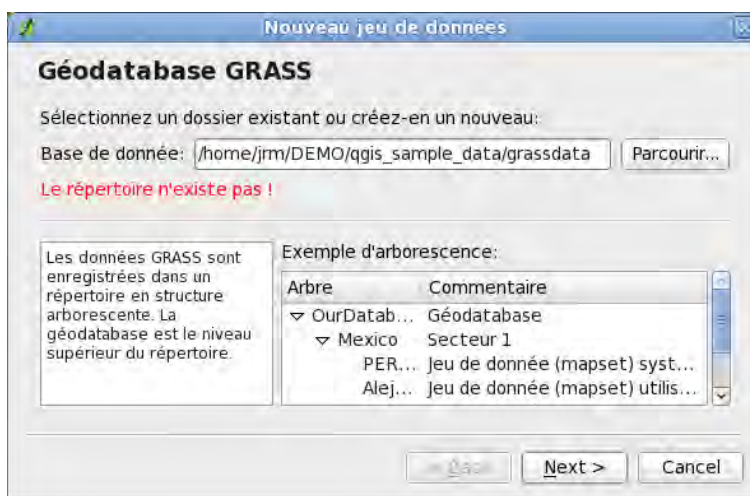 Nouveau jeu de données
Géodatabase GRASS
Sélectionnez un dossier existant ou créez-en un nouveau:
Base de donnée: /home/jrm/DEMO/qgis_sample_data/grassdata Parcourir...
Le répertoire n'existe pas !
Les données GRASS sont
enregistrées dans un
répertoire en structure
arborescente. La
géodatabase est le niveau
supérieur du répertoire.
Exemple d'arborescence:
Arbre Commentaire
OurDatab... Géodatabase
Mexico Secteur 1
PER... Jeu de donnée (mapset) syst...
Alej... Jeu de donnée (mapset) utilis...
< Back Next > Cancel